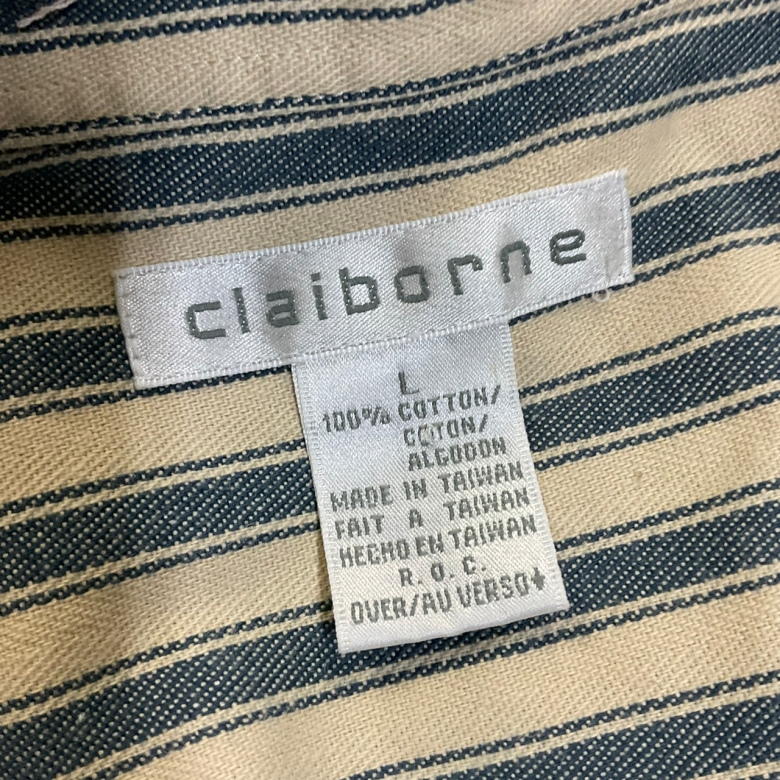 claiborne
L
100% COTTON/
COTON/
ALGODON
MADE IN TAIWAN
FAIT A TAIWAN
HECHO EN TAIWAN
R. O. C.
OVER/AU VERSO